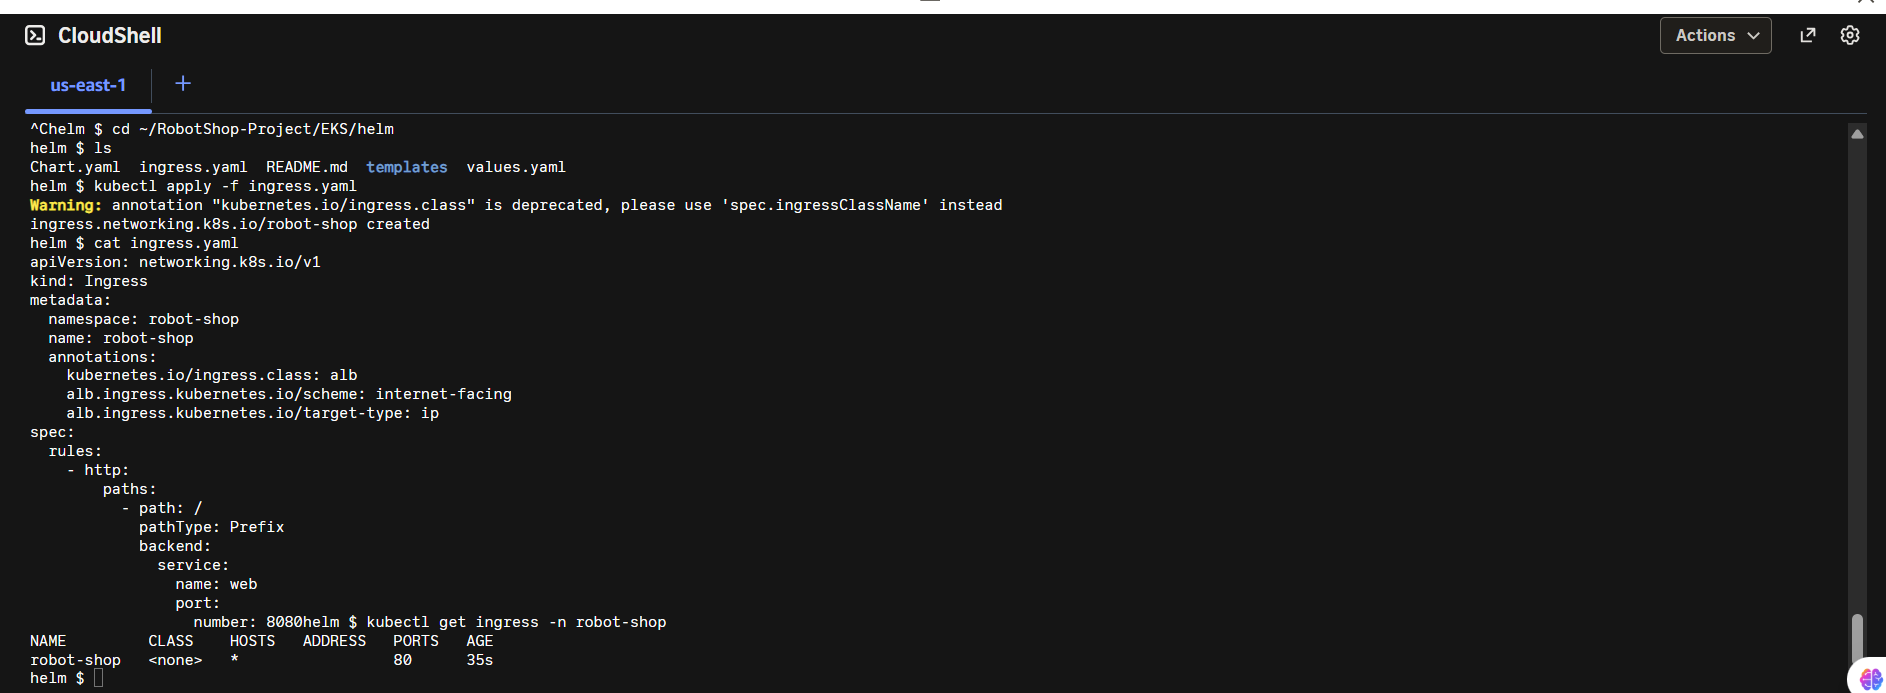 CloudShell
Actions
us-east-1 +
^Chelm $ cd ~/RobotShop-Project/EKS/helm
helm $ ls
Chart.yaml  ingress.yaml  README.md  templates  values.yaml
helm $ kubectl apply -f ingress.yaml
Warning: annotation "kubernetes.io/ingress.class" is deprecated, please use 'spec.ingressClassName' instead
ingress.networking.k8s.io/robot-shop created
helm $ cat ingress.yaml
apiVersion: networking.k8s.io/v1
kind: Ingress
metadata:
  namespace: robot-shop
  name: robot-shop
  annotations:
    kubernetes.io/ingress.class: alb
    alb.ingress.kubernetes.io/scheme: internet-facing
    alb.ingress.kubernetes.io/target-type: ip
spec:
  rules:
    - http:
        paths:
          - path: /
            pathType: Prefix
            backend:
              service:
                name: web
                port:
                  number: 8080helm $ kubectl get ingress -n robot-shop
NAME         CLASS    HOSTS   ADDRESS   PORTS   AGE
robot-shop   <none>   *                 80      35s
helm $